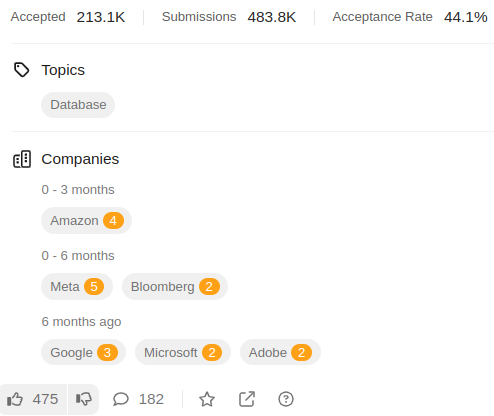 Accepted 213.1K Submissions 483.8K Acceptance Rate 44.1%
Topics
Database
Companies
0 - 3 months
Amazon 4
0 - 6 months
Meta 5 Bloomberg 2
6 months ago
Google 3 Microsoft 2 Adobe 2
475 182